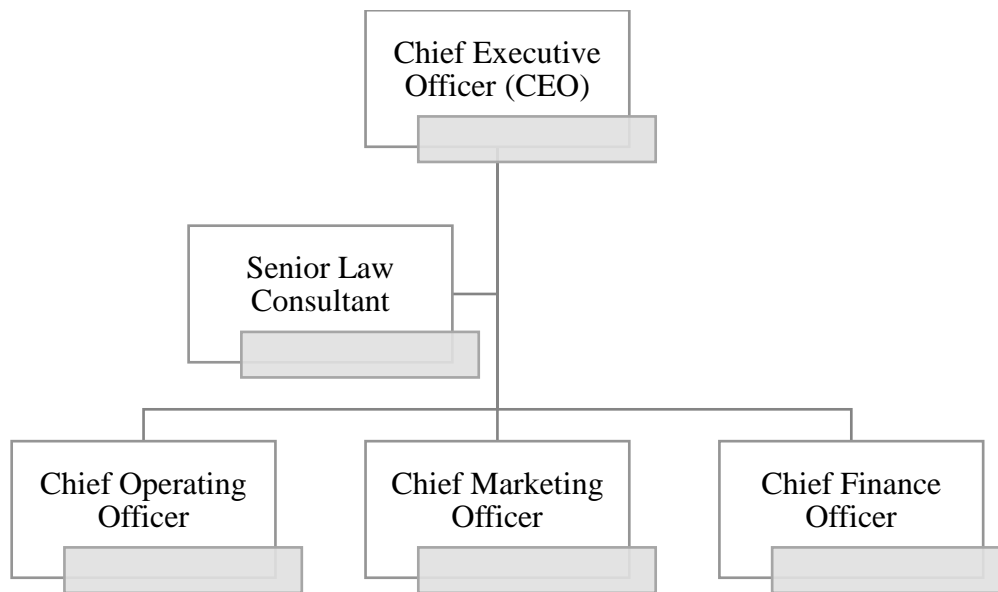 Chief Executive
Officer (CEO)
Senior Law
Consultant
Chief Operating
Officer
Chief Marketing
Officer
Chief Finance
Officer